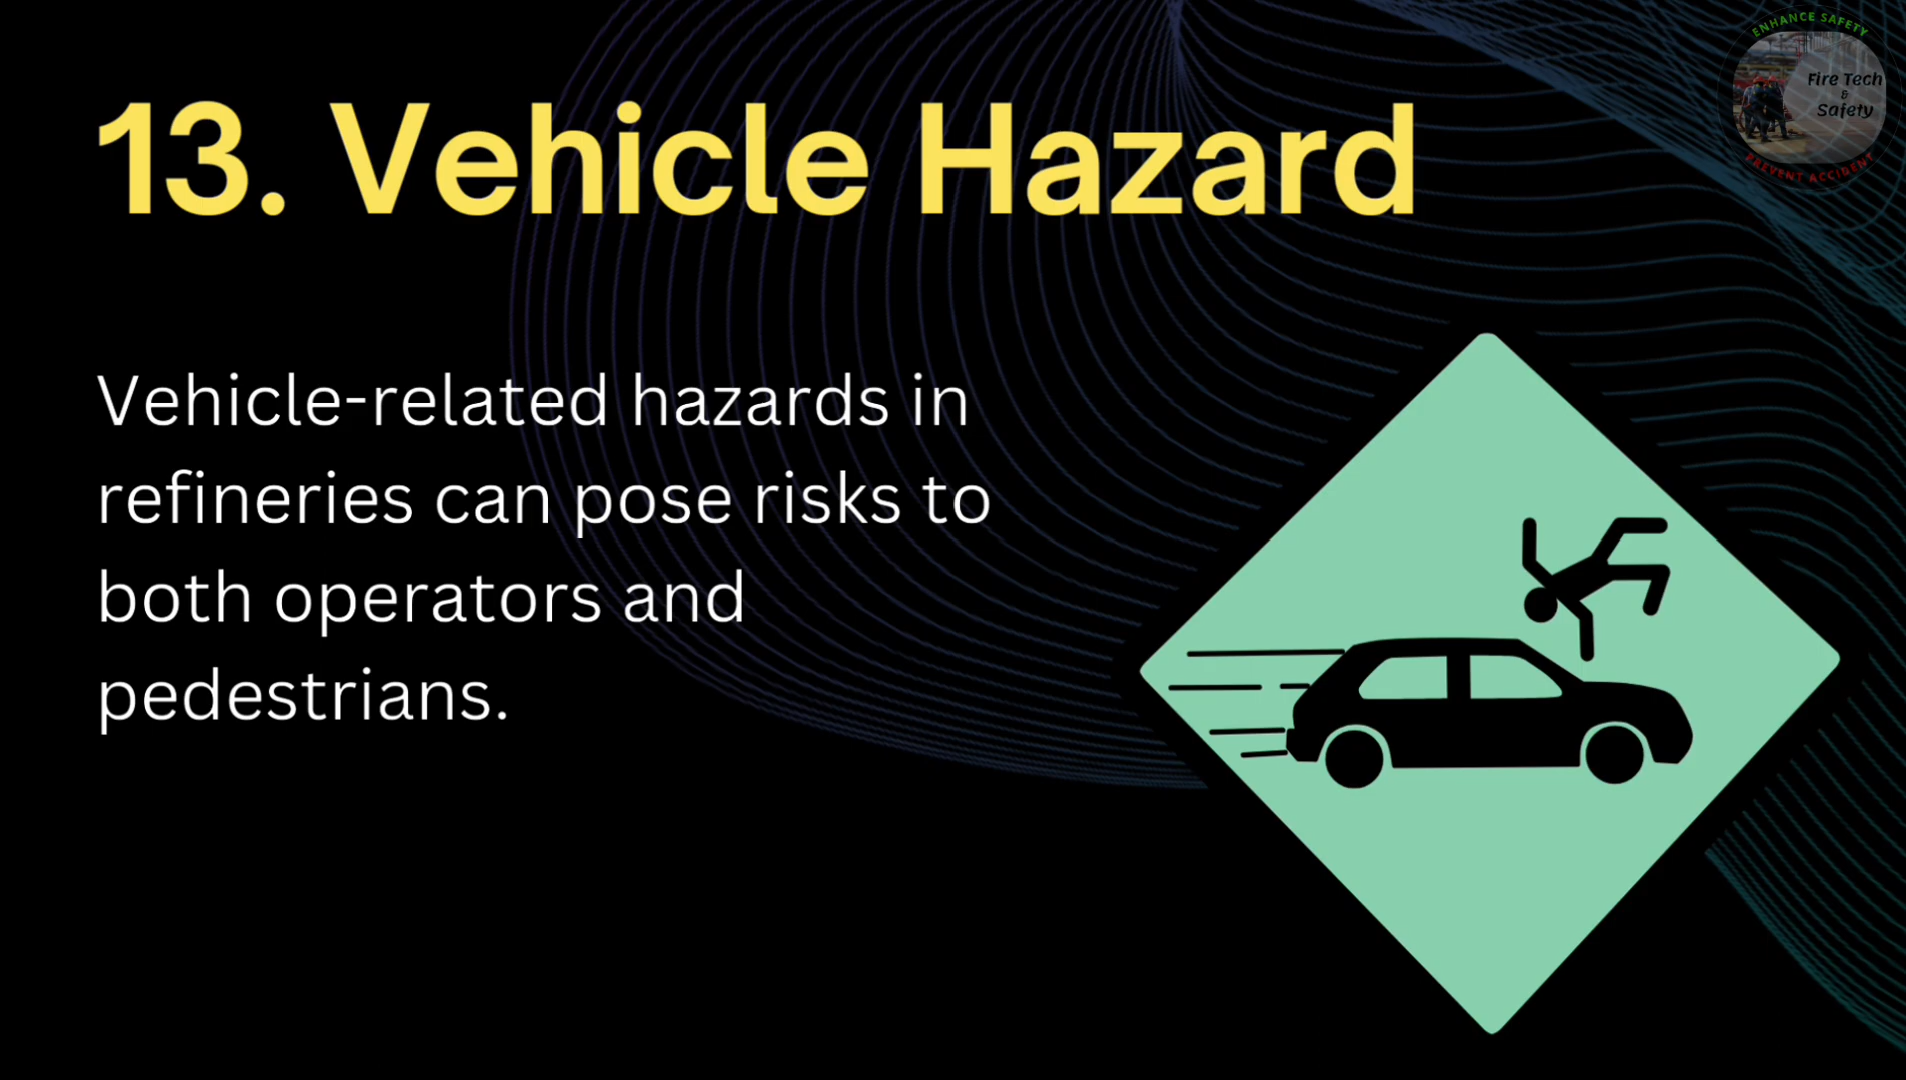 13. Vehicle Hazard
Vehicle-related hazards in
refineries can pose risks to
both operators and
pedestrians.
ENHANCE SAFETY
Fire Tech
&
Safety
PREVENT ACCIDENT